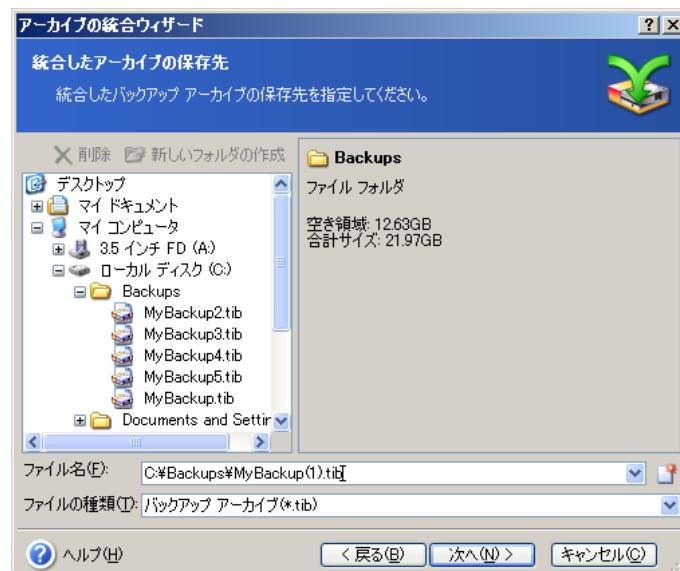 アーカイブの統合ウィザード
統合したアーカイブの保存先
統合したバックアップ アーカイブの保存先を指定してください。
削除 新しいフォルダの作成
デスクトップ
マイ ドキュメント
マイ コンピュータ
3.5 インチ FD (A:)
ローカル ディスク (C:)
Backups
MyBackup2.tib
MyBackup3.tib
MyBackup4.tib
MyBackup5.tib
MyBackup.tib
Documents and Settir
Backups
ファイル フォルダ
空き領域: 12.63GB
合計サイズ: 21.97GB
ファイル名(F): C:¥Backups¥MyBackup(1).tib
ファイルの種類(T): バックアップ アーカイブ(*.tib)
ヘルプ(H) < 戻る(B) 次へ(N) > キャンセル(C)